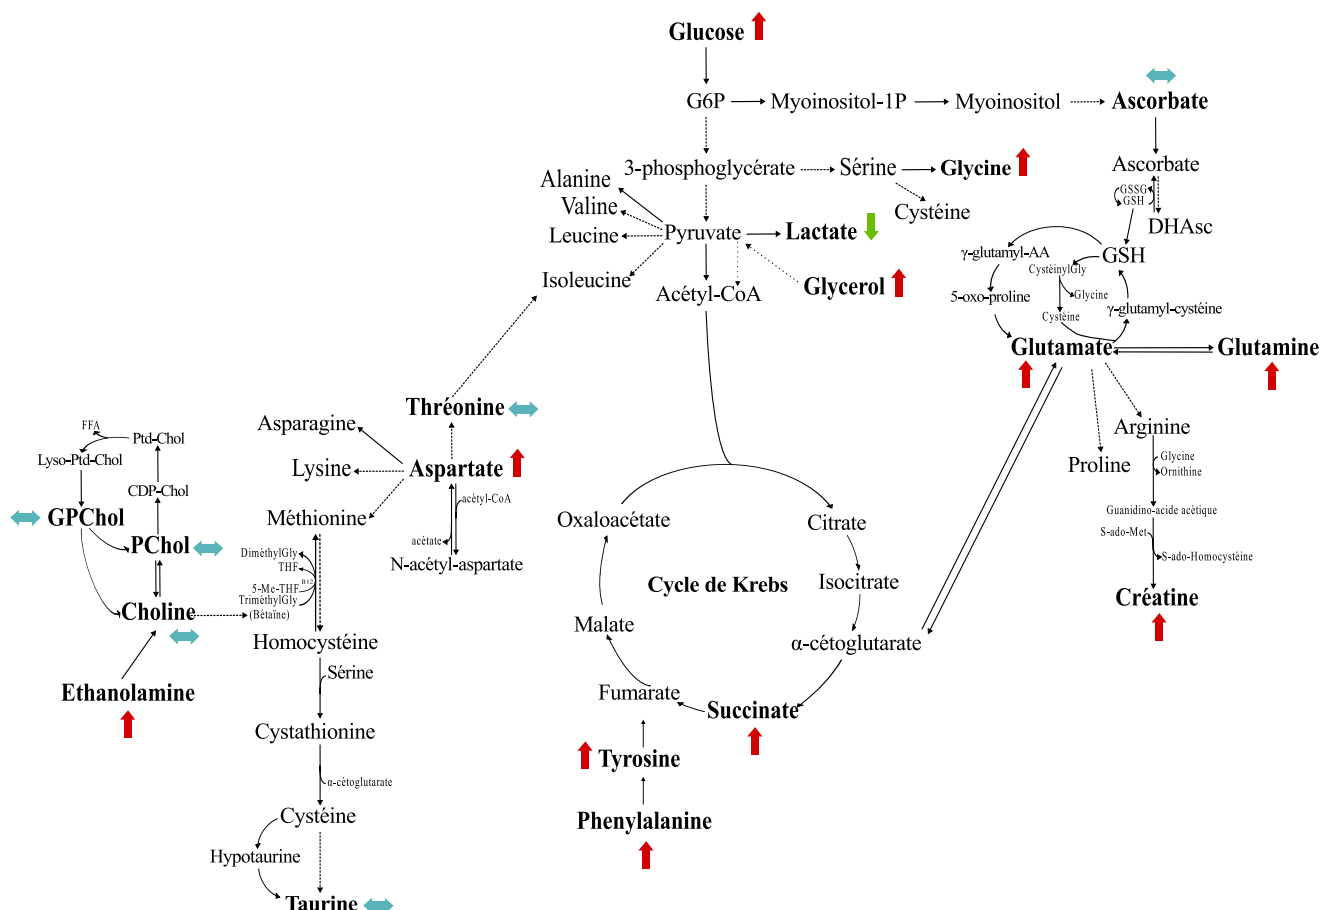 Glucose
G6P
Myoinositol-1P
Myoinositol
Ascorbate
3-phosphoglycérate
Sérine
Glycine
Ascorbate
Alanine
Valine
Cystéine
GSSG
GSH
DHAsc
Leucine
Pyruvate
Lactate
γ-glutamyl-AA
GSH
CystéinylGly
Isoleucine
Acétyl-CoA
Glycerol
5-oxo-proline
Glycine
Cystéine
γ-glutamyl-cystéine
Glutamate
Glutamine
Thréonine
Asparagine
FFA
Ptd-Chol
Arginine
Lyso-Ptd-Chol
Lysine
Aspartate
Proline
Glycine
Ornithine
CDP-Chol
acétyl-CoA
GPChol
Méthionine
Oxaloacétate
Citrate
Guanidino-acide acétique
PChol
acétate
S-ado-Met
DiméthylGly
THF
N-acétyl-aspartate
S-ado-Homocystéine
B12
5-Me-THF
TriméthylGly
(Bétaïne)
Cycle de Krebs
Isocitrate
Créatine
Choline
Malate
Homocystéine
α-cétoglutarate
Sérine
Ethanolamine
Fumarate
Succinate
Cystathionine
Tyrosine
α-cétoglutarate
Cystéine
Phenylalanine
Hypotaurine
Taurine